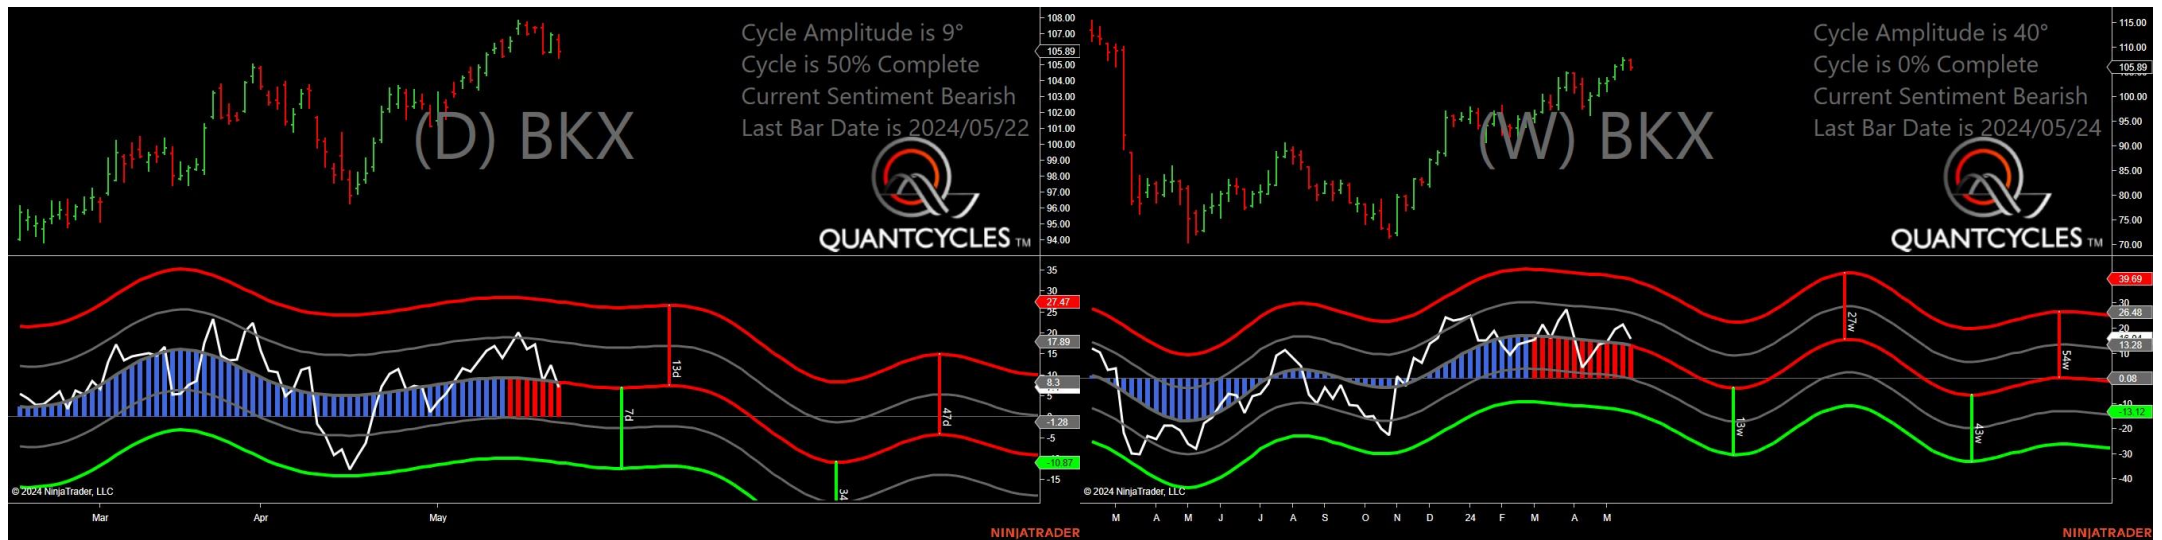 Cycle Amplitude is 9°
Cycle is 50% Complete
Current Sentiment Bearish
Last Bar Date is 2024/05/22
(D) BKX
QUANTCYCLES TM
108.00
107.00
105.89
105.00
104.00
103.00
102.00
101.00
100.00
99.00
98.00
97.00
96.00
95.00
94.00
35
30
27.47
25
20
17.89
15
8.3
-1.28
-5
-10.87
-15
13d
7d
47d
34
© 2024 NinjaTrader, LLC
Mar Apr May
NINJATRADER
Cycle Amplitude is 40°
Cycle is 0% Complete
Current Sentiment Bearish
Last Bar Date is 2024/05/24
(W) BKX
QUANTCYCLES TM
115.00
110.00
105.89
100.00
95.00
90.00
85.00
80.00
75.00
70.00
39.69
30
26.48
20
13.28
10
0.08
-10
-13.12
-20
-30
-40
27w
54w
13w
43w
© 2024 NinjaTrader, LLC
M A M J J A S O N D 24 F M A M
NINJATRADER